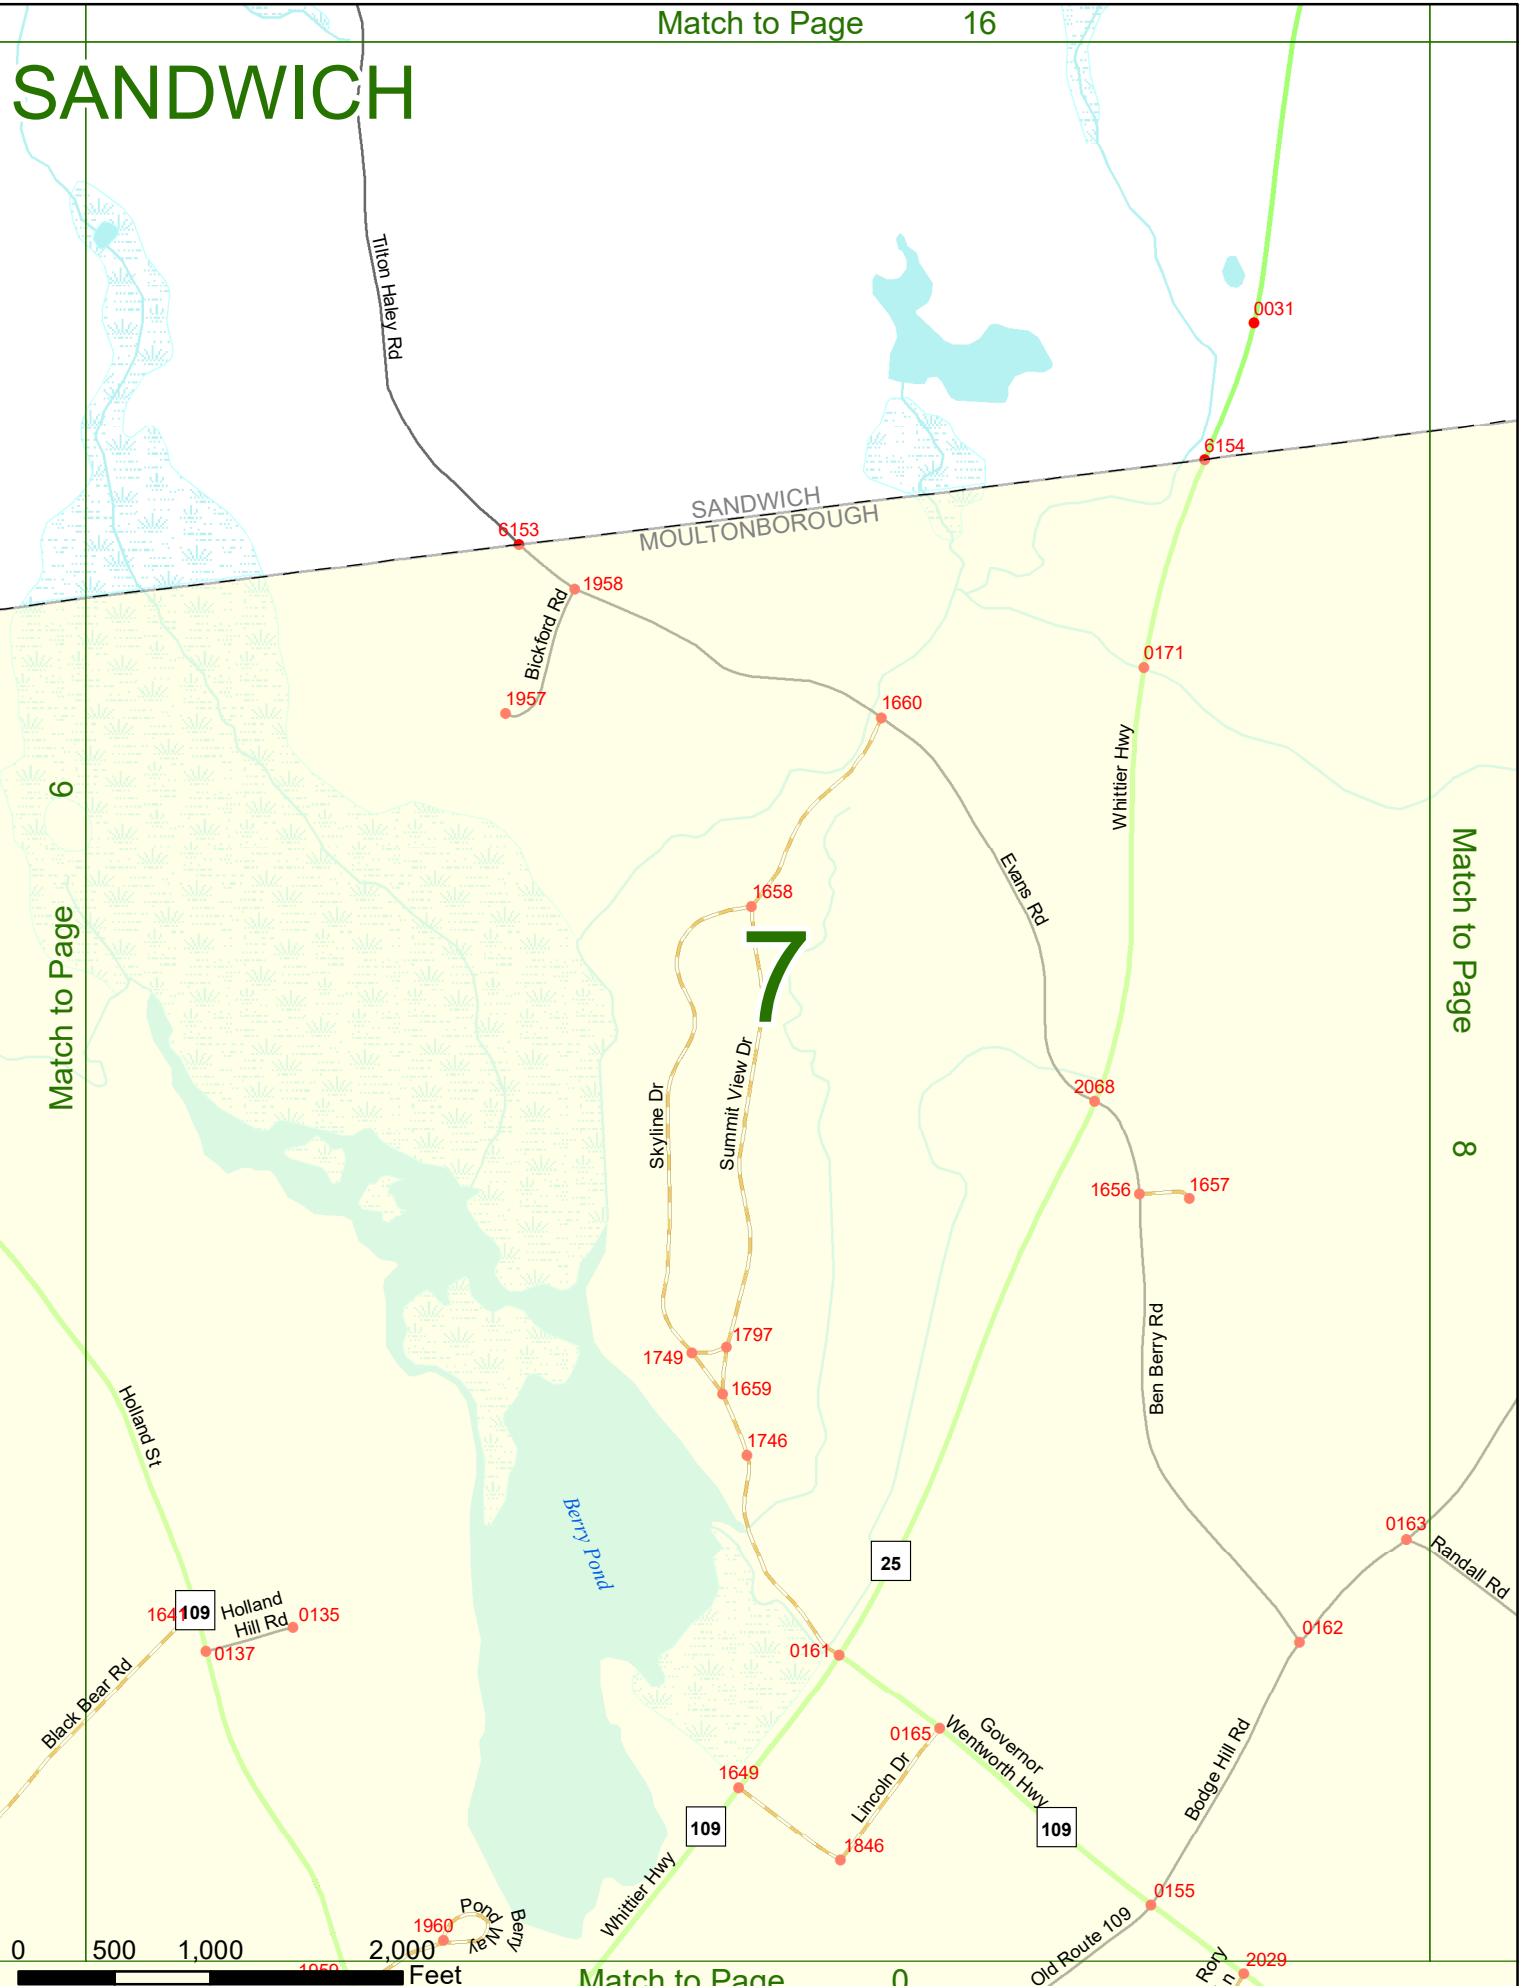 Match to Page 16
SANDWICH
Tilton Haley Rd
0031
6154
SANDWICH
MOULTONBOROUGH
6153
1958
Bickford Rd
1957
0171
1660
Whittier Hwy
6
Match to Page
Evans Rd
Match to Page
8
1658
7
Skyline Dr
Summit View Dr
2068
1656
1657
1797
1749
1659
1746
Ben Berry Rd
Holland St
Berry Pond
25
0163
Randall Rd
1641
109
Holland
Hill Rd
0135
0137
0161
0162
Black Bear Rd
0165
Governor
Wentworth Hwy
Lincoln Dr
Bodge Hill Rd
1649
109
109
1846
Whittier Hwy
0155
Old Route 109
1960
Berry
Pond
Way
Rory
2029
0 500 1,000 2,000
Feet
1959
Match to Page